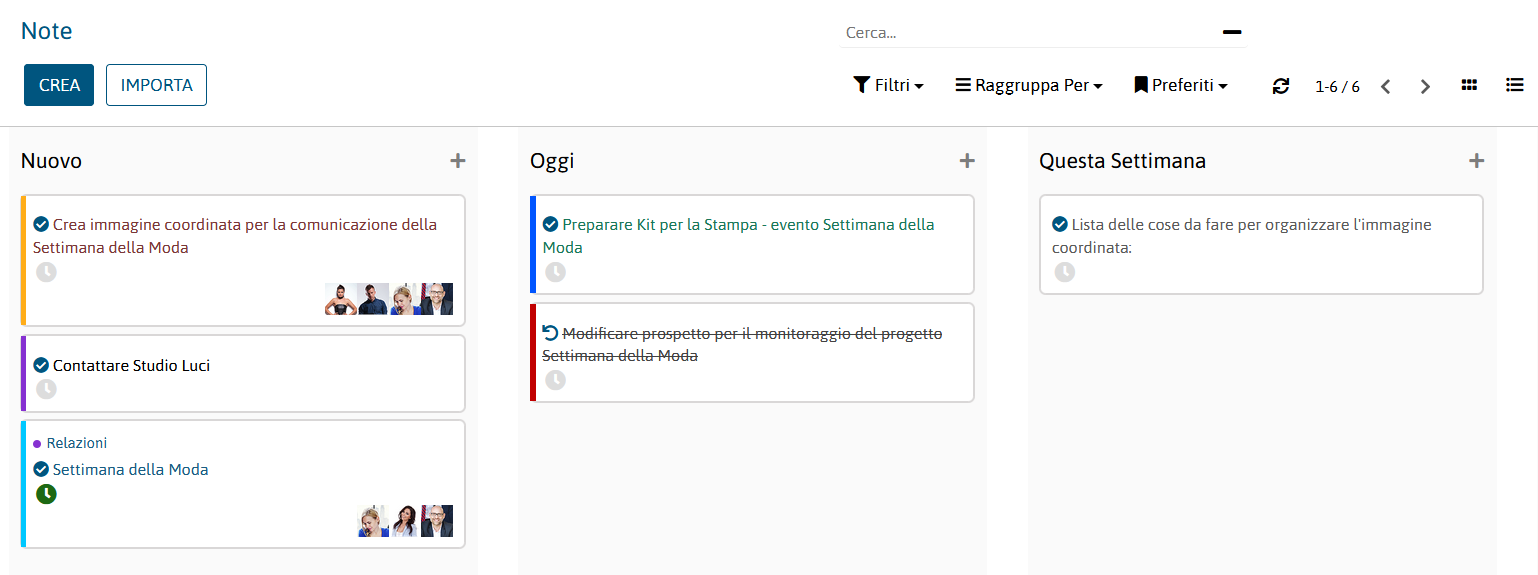 Note
Cerca...
CREA
IMPORTA
Filtri
Raggruppa Per
Preferiti
1-6 / 6
Nuovo
Crea immagine coordinata per la comunicazione della
Settimana della Moda
Contattare Studio Luci
Relazioni
Settimana della Moda
Oggi
Preparare Kit per la Stampa - evento Settimana della
Moda
Modificare prospetto per il monitoraggio del progetto
Settimana della Moda
Questa Settimana
Lista delle cose da fare per organizzare l'immagine
coordinata: